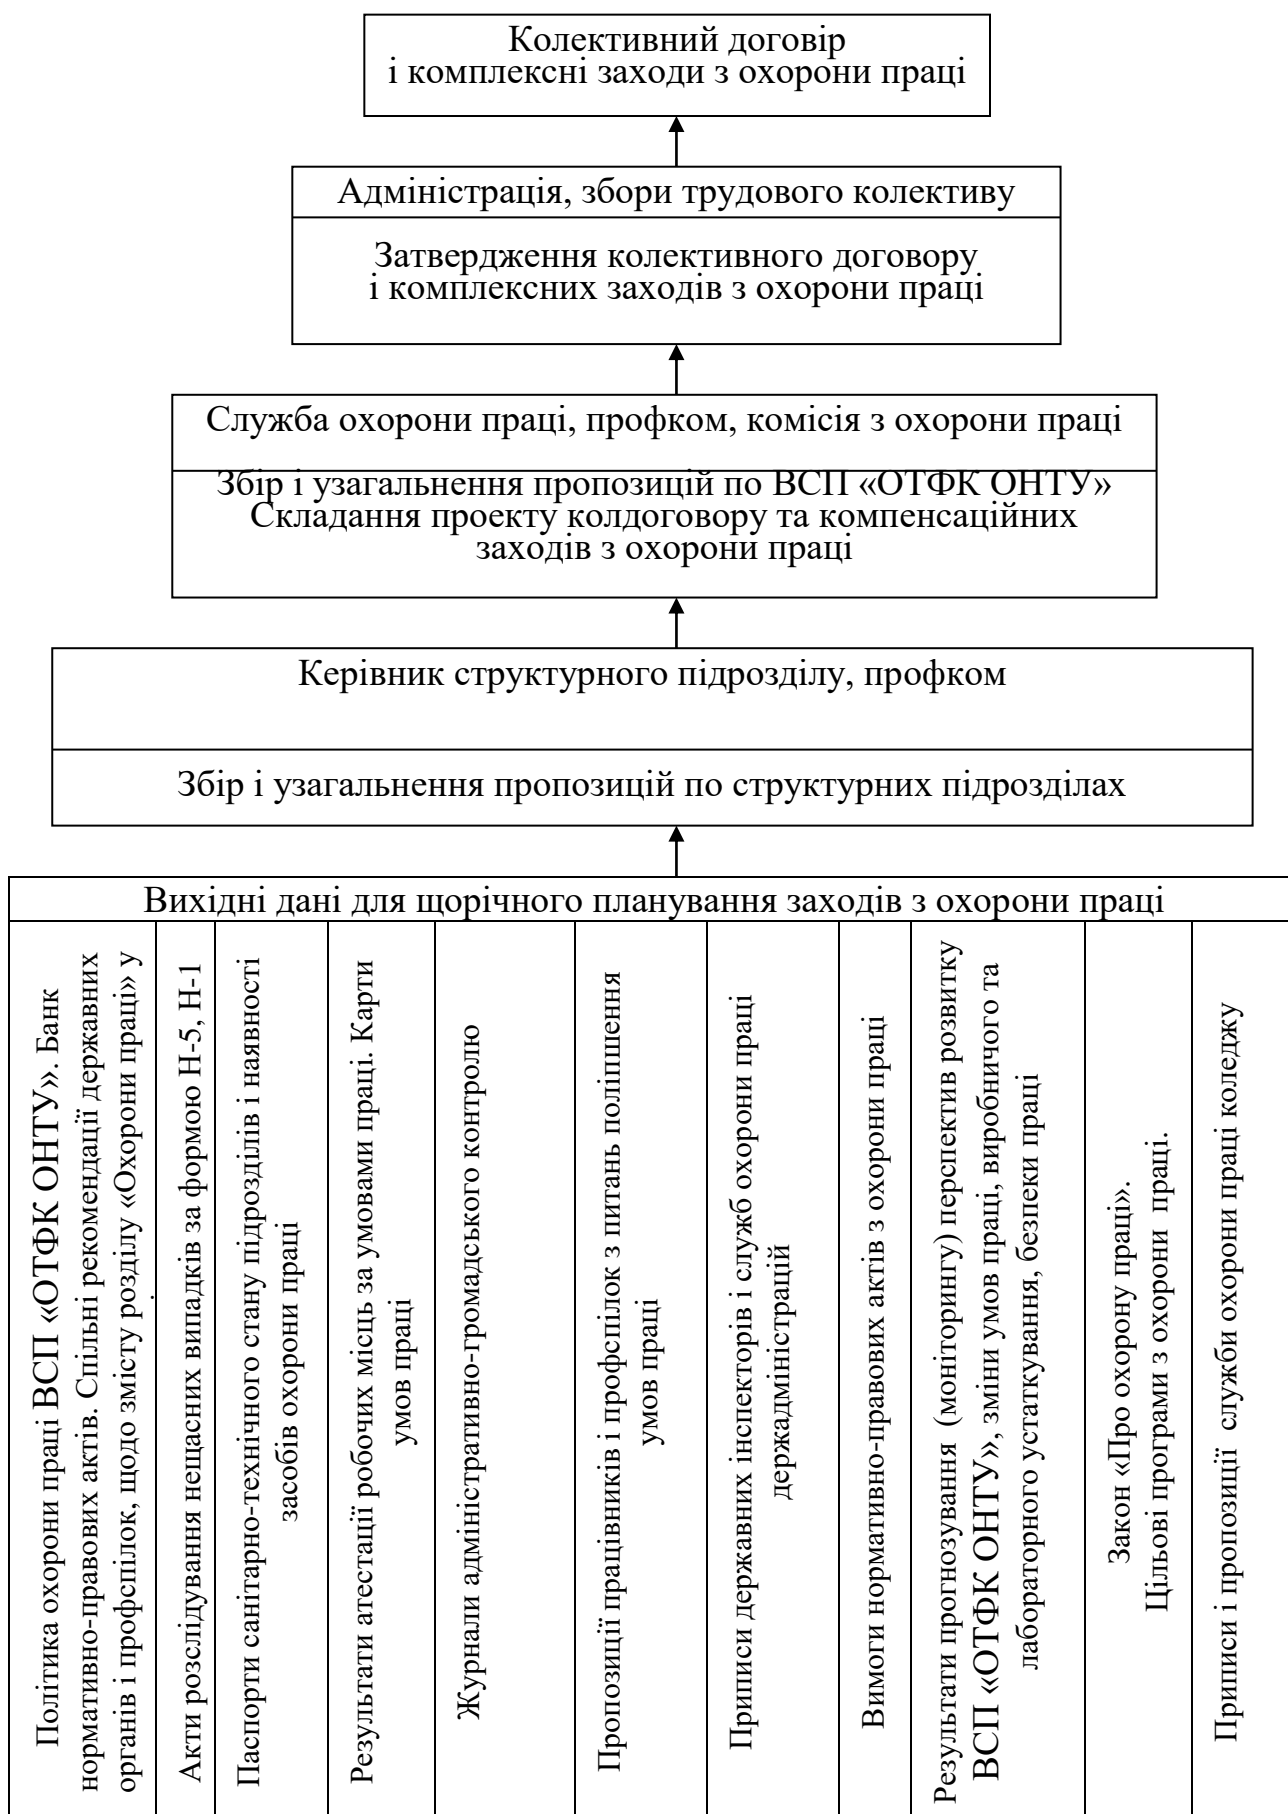 Колективний договір
і комплексні заходи з охорони праці
Адміністрація, збори трудового колективу
Затвердження колективного договору
і комплексних заходів з охорони праці
Служба охорони праці, профком, комісія з охорони праці
Збір і узагальнення пропозицій по ВСП «ОТФК ОНТУ»
Складання проекту колдоговору та компенсаційних
заходів з охорони праці
Керівник структурного підрозділу, профком
Збір і узагальнення пропозицій по структурних підрозділах
Вихідні дані для щорічного планування заходів з охорони праці
Політика охорони праці ВСП «ОТФК ОНТУ». Банк
нормативно-правових актів. Спільні рекомендації державних
органів і профспілок, щодо змісту розділу «Охорони праці» у
Акти розслідування нещасних випадків за формою Н-5, Н-1
Паспорти санітарно-технічного стану підрозділів і наявності
засобів охорони праці
Результати атестації робочих місць за умовами праці. Карти
умов праці
Журнали адміністративно-громадського контролю
Пропозиції працівників і профспілок з питань поліпшення
умов праці
Приписи державних інспекторів і служб охорони праці
держадміністрацій
Вимоги нормативно-правових актів з охорони праці
Результати прогнозування (моніторингу) перспектив розвитку
ВСП «ОТФК ОНТУ», зміни умов праці, виробничого та
лабораторного устаткування, безпеки праці
Закон «Про охорону праці».
Цільові програми з охорони праці.
Приписи і пропозиції служби охорони праці коледжу